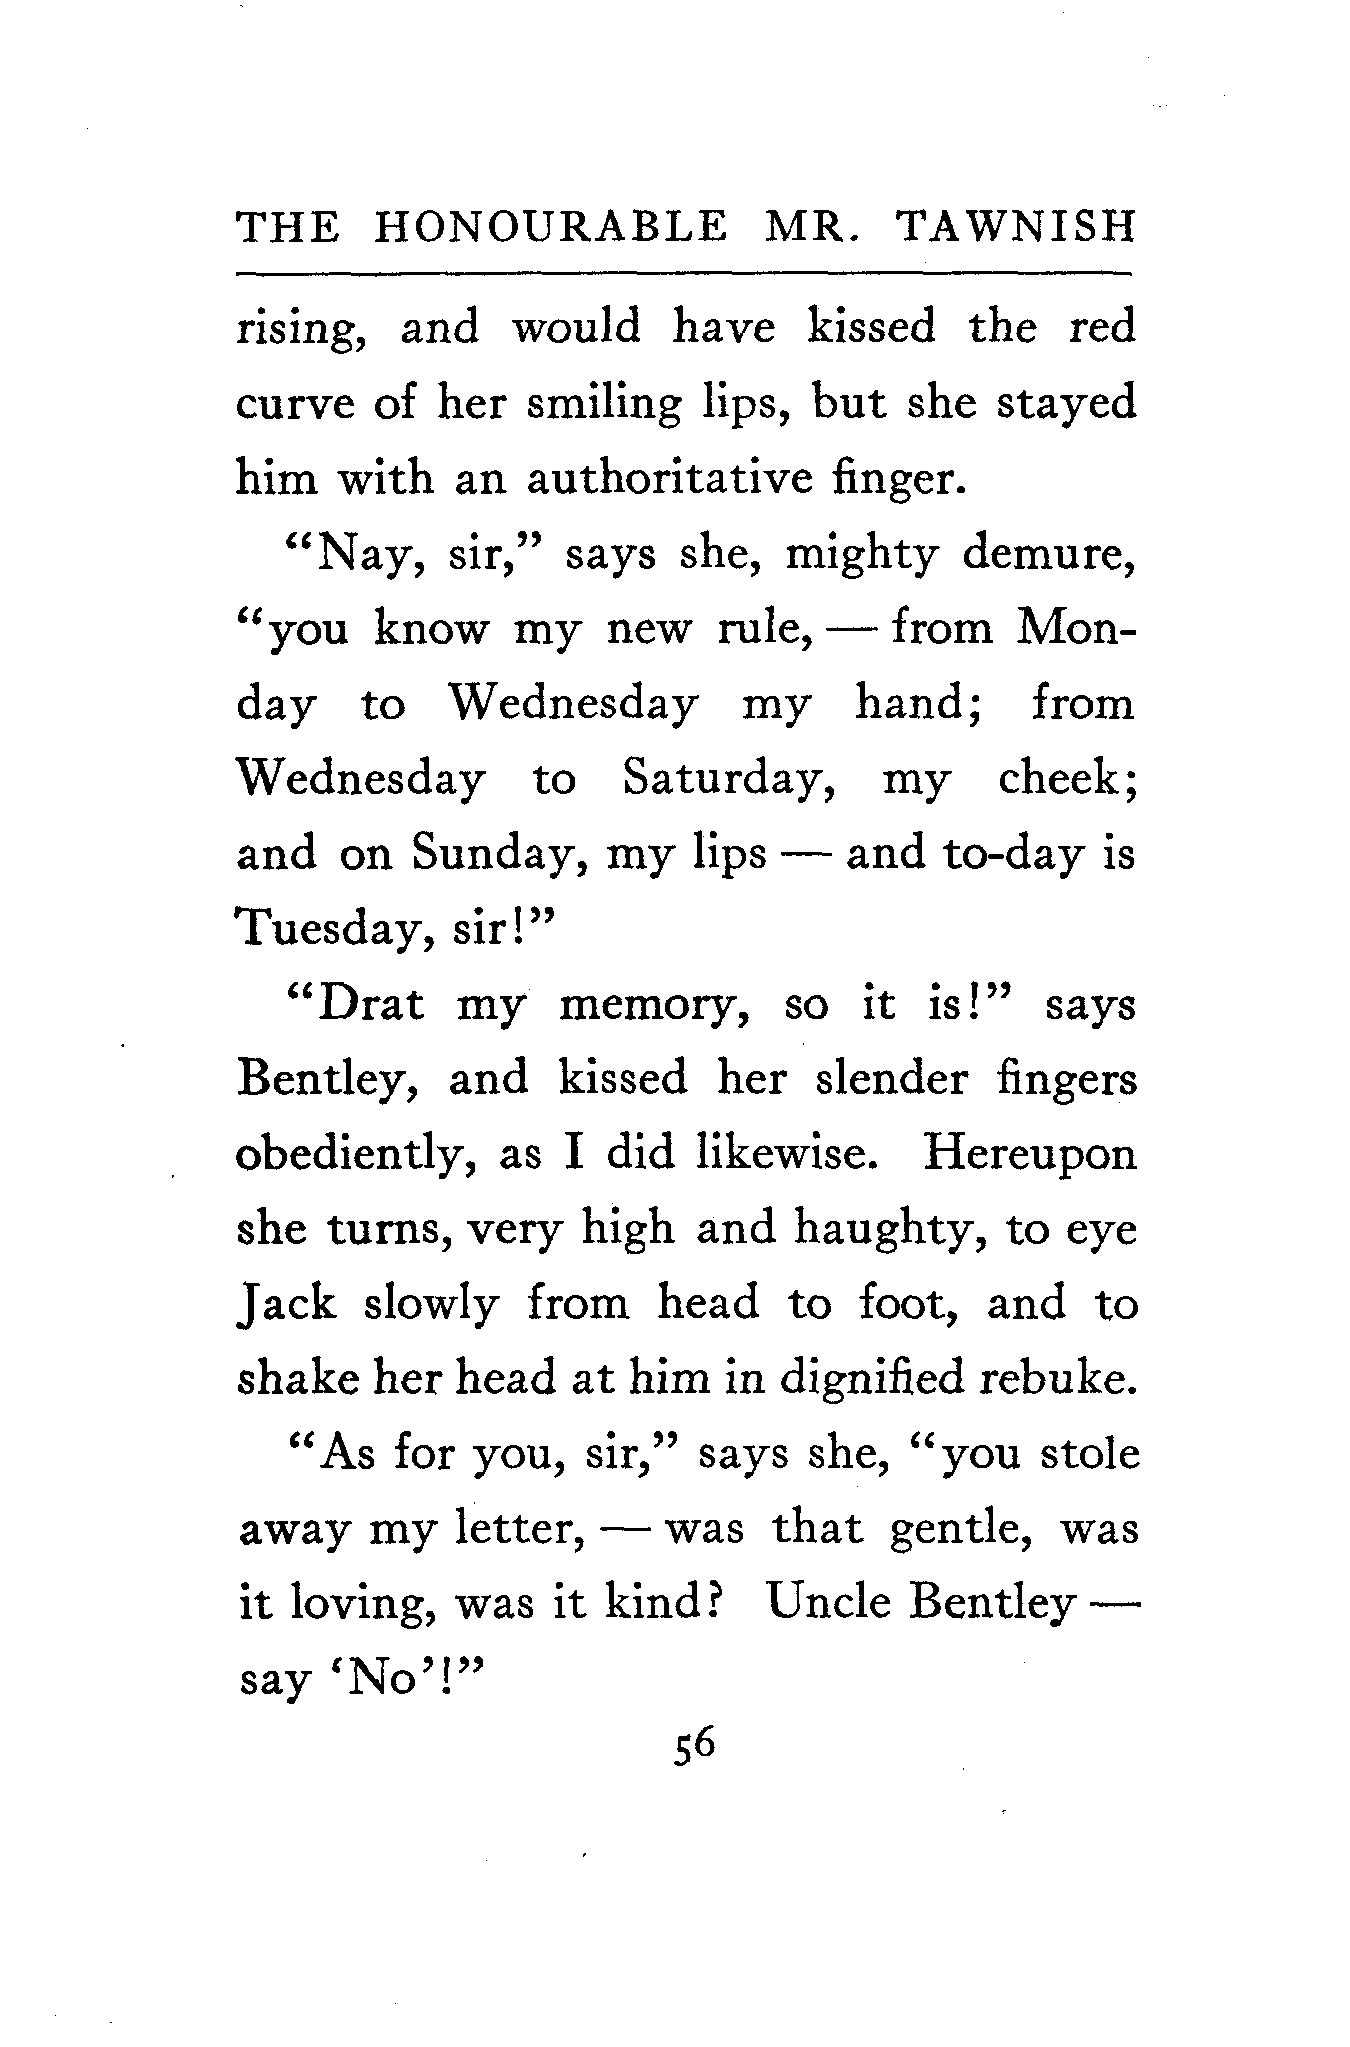 THE HONOURABLE MR. TAWNISH
rising, and would have kissed the red
curve of her smiling lips, but she stayed
him with an authoritative finger.
“Nay, sir,” says she, mighty demure,
“you know my new rule, — from Mon-
day to Wednesday my hand; from
Wednesday to Saturday, my cheek;
and on Sunday, my lips — and to-day is
Tuesday, sir!”
“Drat my memory, so it is!” says
Bentley, and kissed her slender fingers
obediently, as I did likewise. Hereupon
she turns, very high and haughty, to eye
Jack slowly from head to foot, and to
shake her head at him in dignified rebuke.
“As for you, sir,” says she, “you stole
away my letter, — was that gentle, was
it loving, was it kind? Uncle Bentley —
say ‘No’!”
56